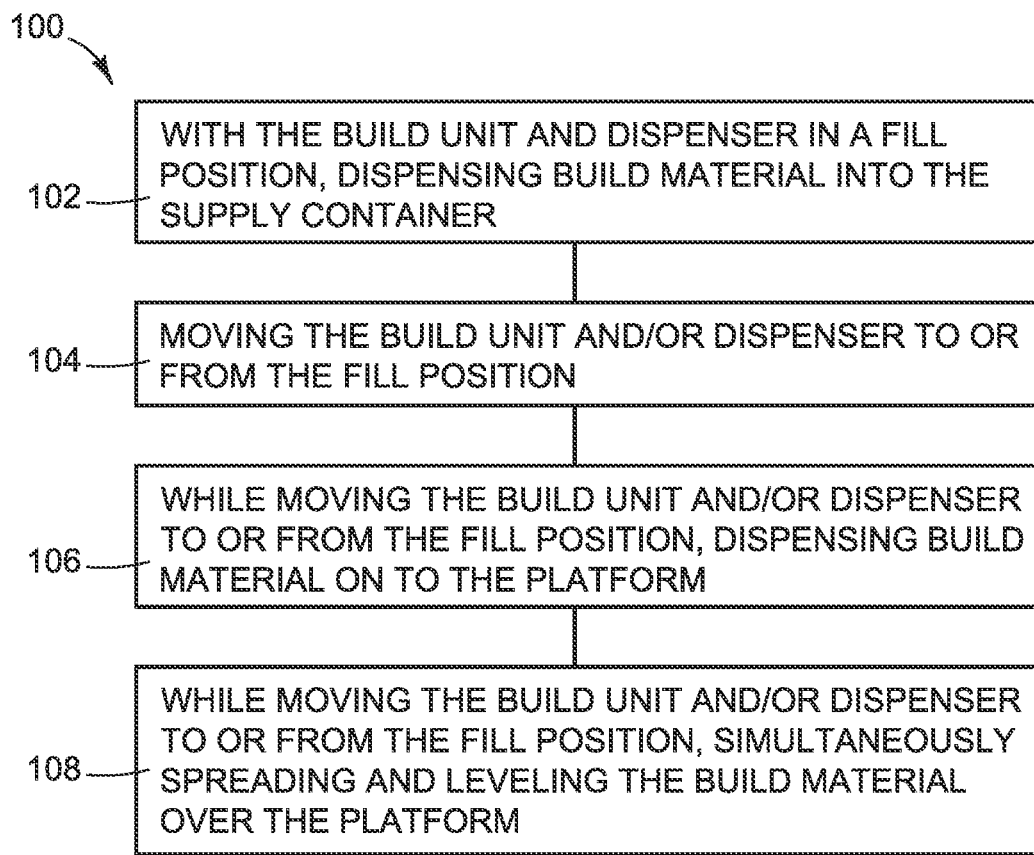 100
WITH THE BUILD UNIT AND DISPENSER IN A FILL
POSITION, DISPENSING BUILD MATERIAL INTO THE
SUPPLY CONTAINER
102
MOVING THE BUILD UNIT AND/OR DISPENSER TO OR
FROM THE FILL POSITION
104
WHILE MOVING THE BUILD UNIT AND/OR DISPENSER
TO OR FROM THE FILL POSITION, DISPENSING BUILD
MATERIAL ON TO THE PLATFORM
106
WHILE MOVING THE BUILD UNIT AND/OR DISPENSER
TO OR FROM THE FILL POSITION, SIMULTANEOUSLY
SPREADING AND LEVELING THE BUILD MATERIAL
OVER THE PLATFORM
108